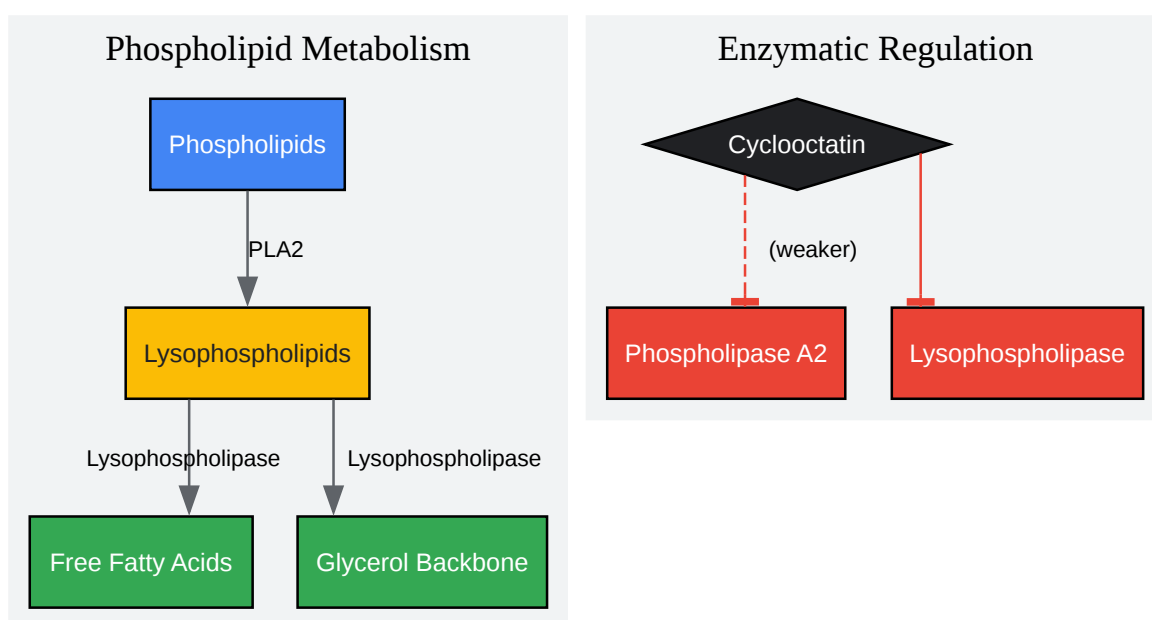 Phospholipid Metabolism
Phospholipids
PLA2
Lysophospholipids
Lysophospholipase
Lysophospholipase
Free Fatty Acids
Glycerol Backbone
Enzymatic Regulation
Cyclooctatin
(weaker)
Phospholipase A2
Lysophospholipase